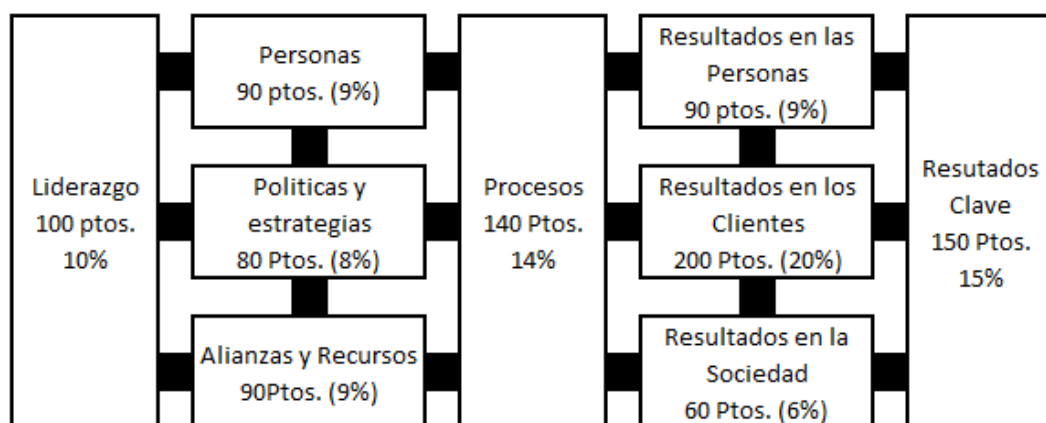 Liderazgo
100 ptos.
10%
Personas
90 ptos. (9%)
Politicas y
estrategias
80 Ptos. (8%)
Alianzas y Recursos
90Ptos. (9%)
Procesos
140 Ptos.
14%
Resultados en las
Personas
90 ptos. (9%)
Resultados en los
Clientes
200 Ptos. (20%)
Resultados en la
Sociedad
60 Ptos. (6%)
Resutados
Clave
150 Ptos.
15%